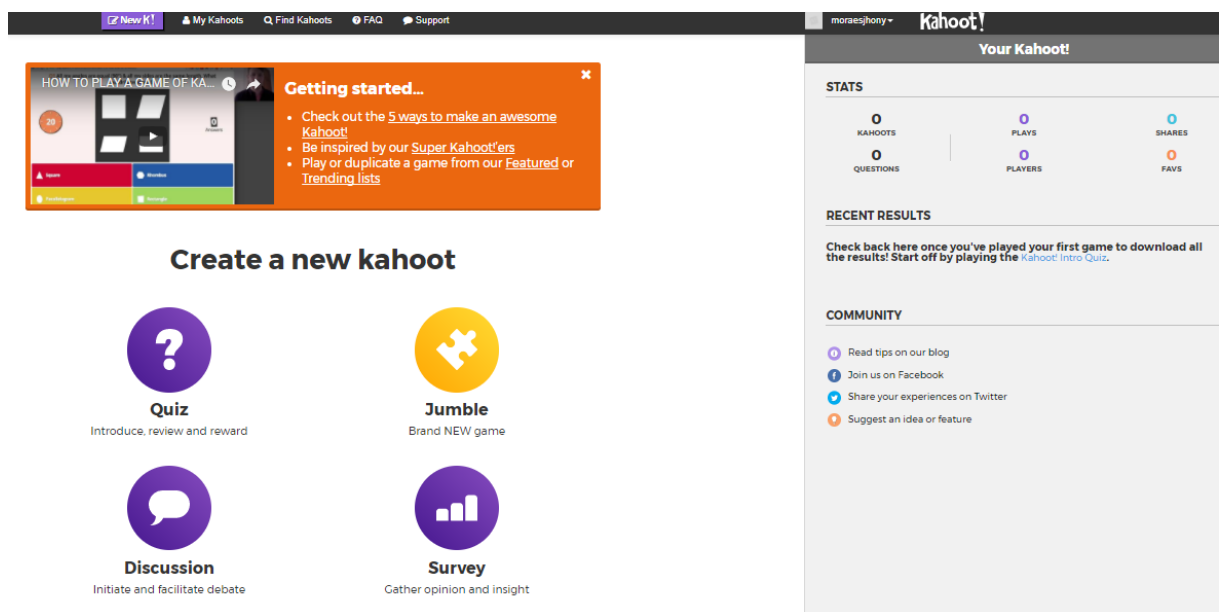 New K! My Kahoots Find Kahoots FAQ Support
moraesjhony Kahoot!
HOW TO PLAY A GAME OF KA...
20
Answers
Square
Rhombus
Rectangle
Getting started...
Check out the 5 ways to make an awesome
Kahoot!
Be inspired by our Super Kahoot!'ers
Play or duplicate a game from our Featured or
Trending lists
Create a new kahoot
Quiz
Introduce, review and reward
Jumble
Brand NEW game
Discussion
Initiate and facilitate debate
Survey
Gather opinion and insight
Your Kahoot!
STATS
0 0 0
KAHOOTS PLAYS SHARES
0 0 0
QUESTIONS PLAYERS FAVS
RECENT RESULTS
Check back here once you've played your first game to download all
the results! Start off by playing the Kahoot! Intro Quiz.
COMMUNITY
Read tips on our blog
Join us on Facebook
Share your experiences on Twitter
Suggest an idea or feature